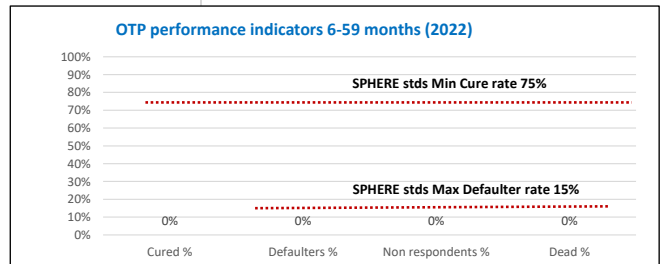 OTP performance indicators 6-59 months (2022)
100%
90%
80%
70%
60%
50%
40%
30%
20%
10%
0%
SPHERE stds Min Cure rate 75%
SPHERE stds Max Defaulter rate 15%
0% 0% 0% 0%
Cured % Defaulters % Non respondents % Dead %